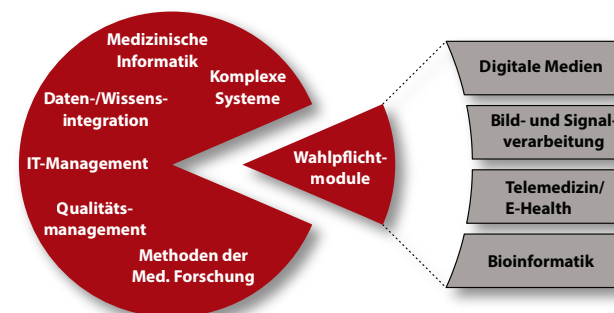 Medizinische
Informatik
Komplexe
Systeme
Daten-/Wissens-
integration
IT-Management
Qualitäts-
management
Methoden der
Med. Forschung
Wahlpflicht-
module
Digitale Medien
Bild- und Signal-
verarbeitung
Telemedizin/
E-Health
Bioinformatik